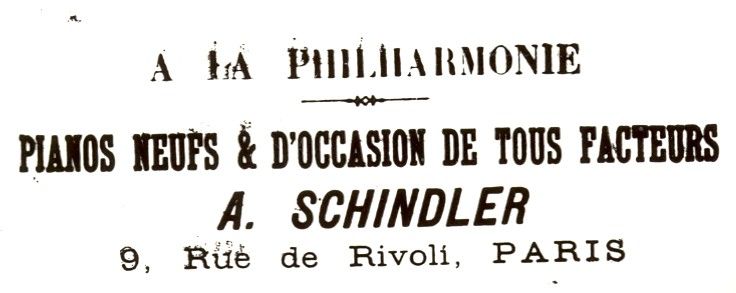 A LA PHILHARMONIE
PIANOS NEUFS & D'OCCASION DE TOUS FACTEURS
A. SCHINDLER
9, Rue de Rivoli, PARIS